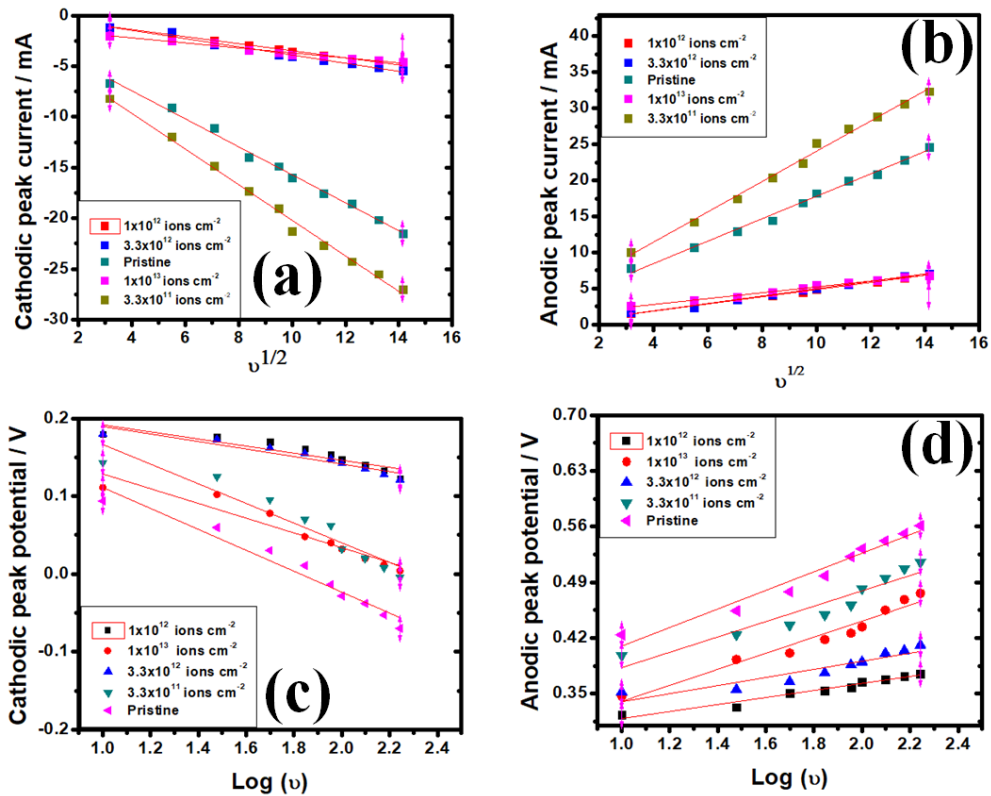 (a)
Cathodic peak current / mA
0
-5
-10
-15
-20
-25
-30
1x10¹² ions cm⁻²
3.3x10¹² ions cm⁻²
Pristine
1x10¹³ ions cm⁻²
3.3x10¹¹ ions cm⁻²
2 4 6 8 10 12 14 16
υ^1/2
(b)
Anodic peak current / mA
40
35
30
25
20
15
10
5
0
1x10¹² ions cm⁻²
3.3x10¹² ions cm⁻²
Pristine
1x10¹³ ions cm⁻²
3.3x10¹¹ ions cm⁻²
2 4 6 8 10 12 14 16
υ^1/2
(c)
Cathodic peak potential / V
0.2
0.1
0.0
-0.1
-0.2
1x10¹² ions cm⁻²
1x10¹³ ions cm⁻²
3.3x10¹² ions cm⁻²
3.3x10¹¹ ions cm⁻²
Pristine
1.0 1.2 1.4 1.6 1.8 2.0 2.2 2.4
Log (υ)
(d)
Anodic peak potential / V
0.70
0.63
0.56
0.49
0.42
0.35
1x10¹² ions cm⁻²
1x10¹³ ions cm⁻²
3.3x10¹² ions cm⁻²
3.3x10¹¹ ions cm⁻²
Pristine
1.0 1.2 1.4 1.6 1.8 2.0 2.2 2.4
Log (υ)